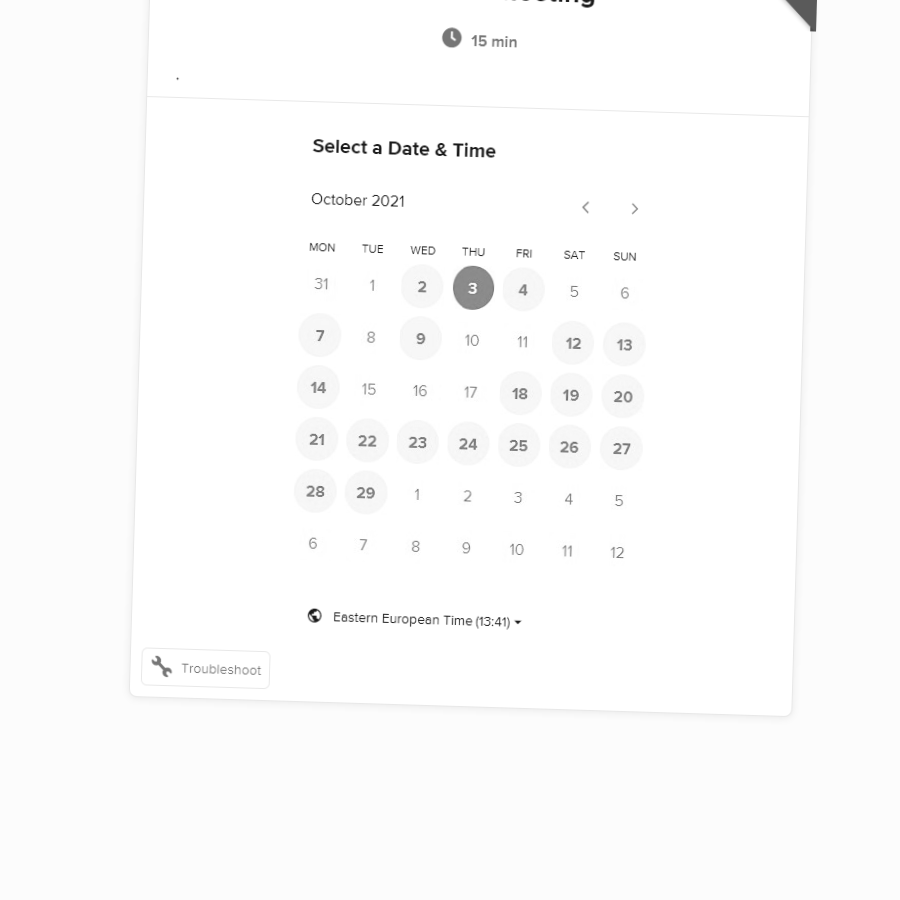 15 min
.
Select a Date & Time
October 2021
MON TUE WED THU FRI SAT SUN
31 1 2 3 4 5 6
7 8 9 10 11 12 13
14 15 16 17 18 19 20
21 22 23 24 25 26 27
28 29 1 2 3 4 5
6 7 8 9 10 11 12
Eastern European Time (13:41)
Troubleshoot